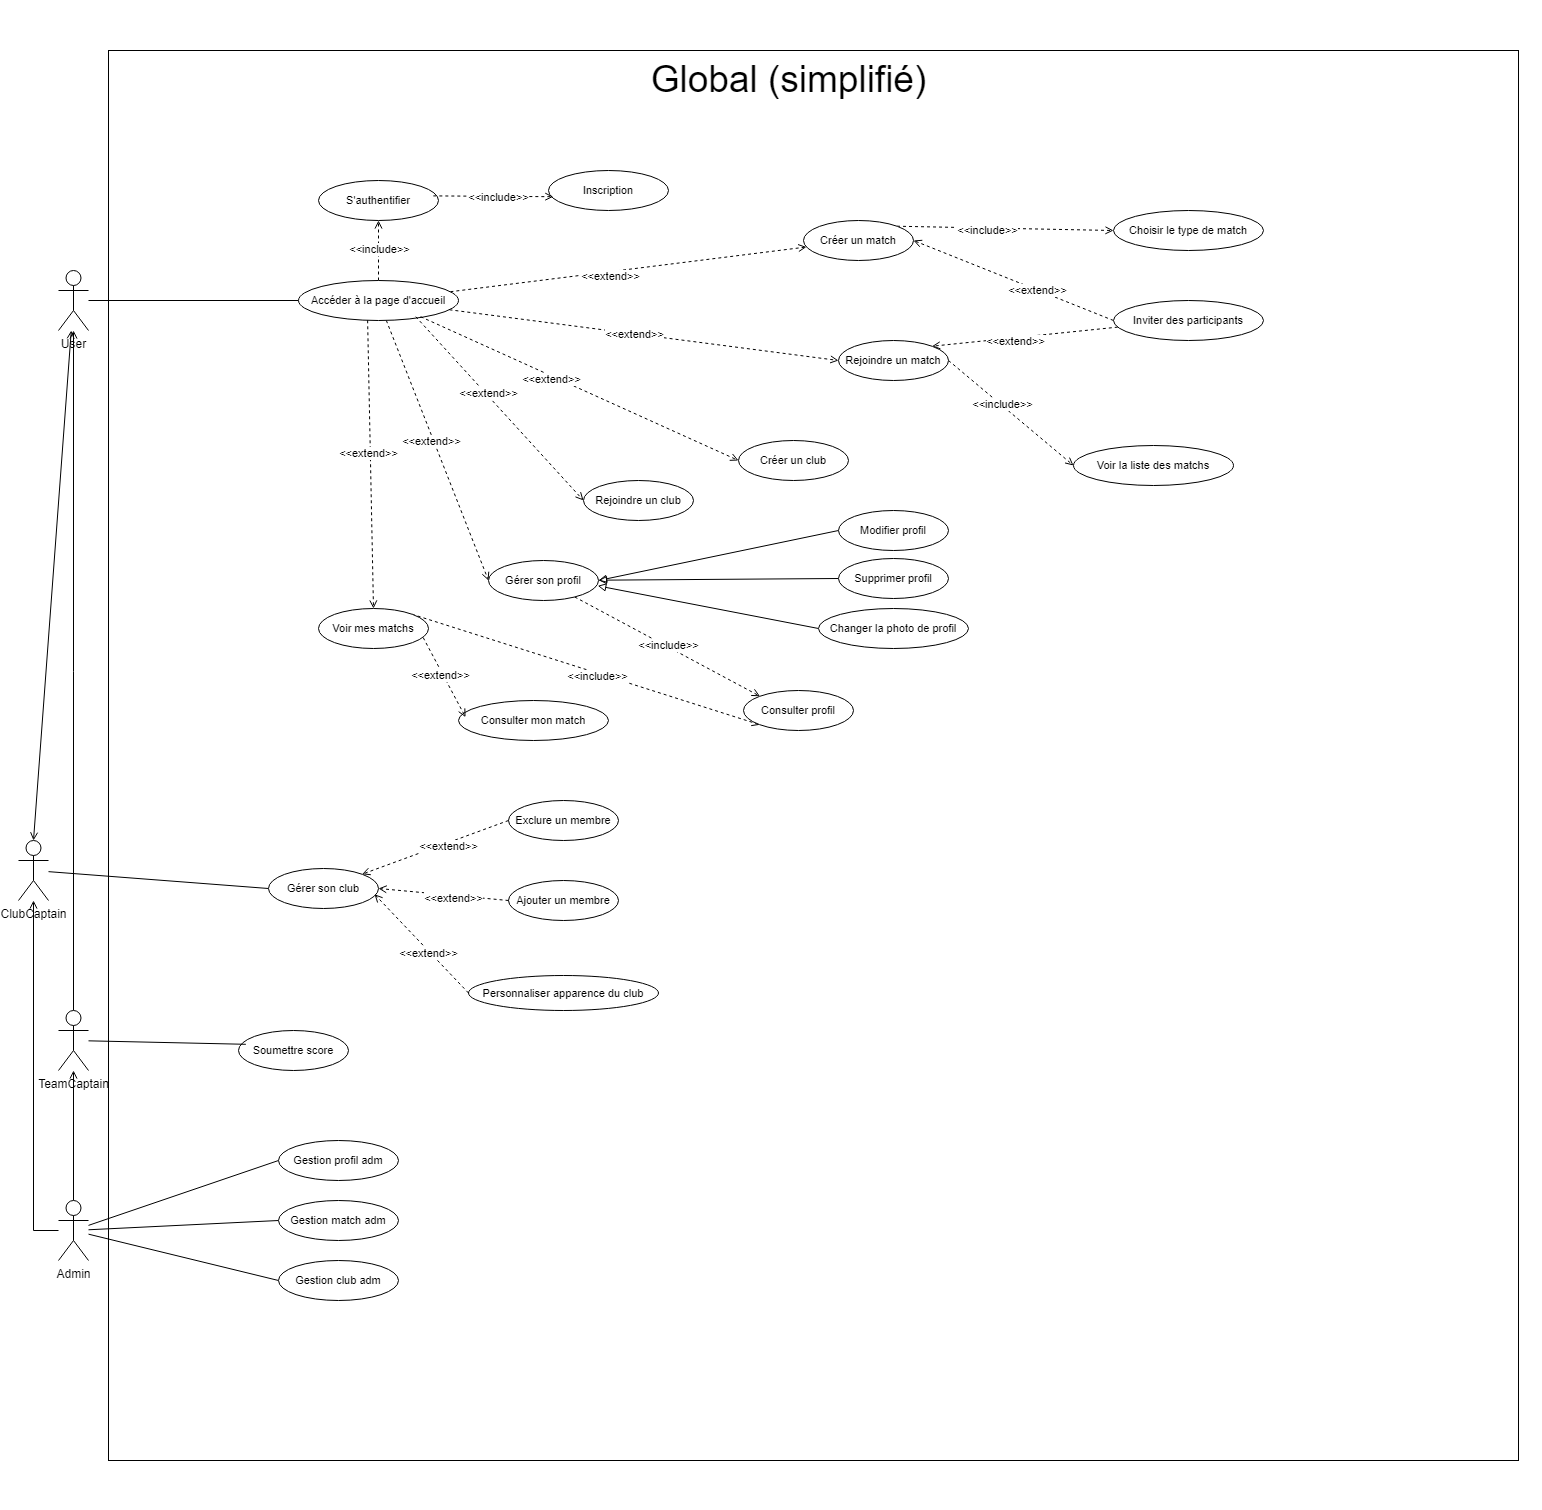 Global (simplifié)
Inscription
S'authentifier
<<include>>
Choisir le type de match
<<include>>
Créer un match
<<include>>
<<extend>>
<<extend>>
Accéder à la page d'accueil
Inviter des participants
<<extend>>
<<extend>>
User
Rejoindre un match
<<extend>>
<<extend>>
<<include>>
<<extend>>
<<extend>>
Créer un club
Voir la liste des matchs
Rejoindre un club
Modifier profil
Gérer son profil
Supprimer profil
Voir mes matchs
Changer la photo de profil
<<include>>
<<extend>>
<<include>>
Consulter profil
Consulter mon match
Exclure un membre
<<extend>>
Gérer son club
<<extend>>
Ajouter un membre
ClubCaptain
<<extend>>
Personnaliser apparence du club
Soumettre score
TeamCaptain
Gestion profil adm
Gestion match adm
Admin
Gestion club adm